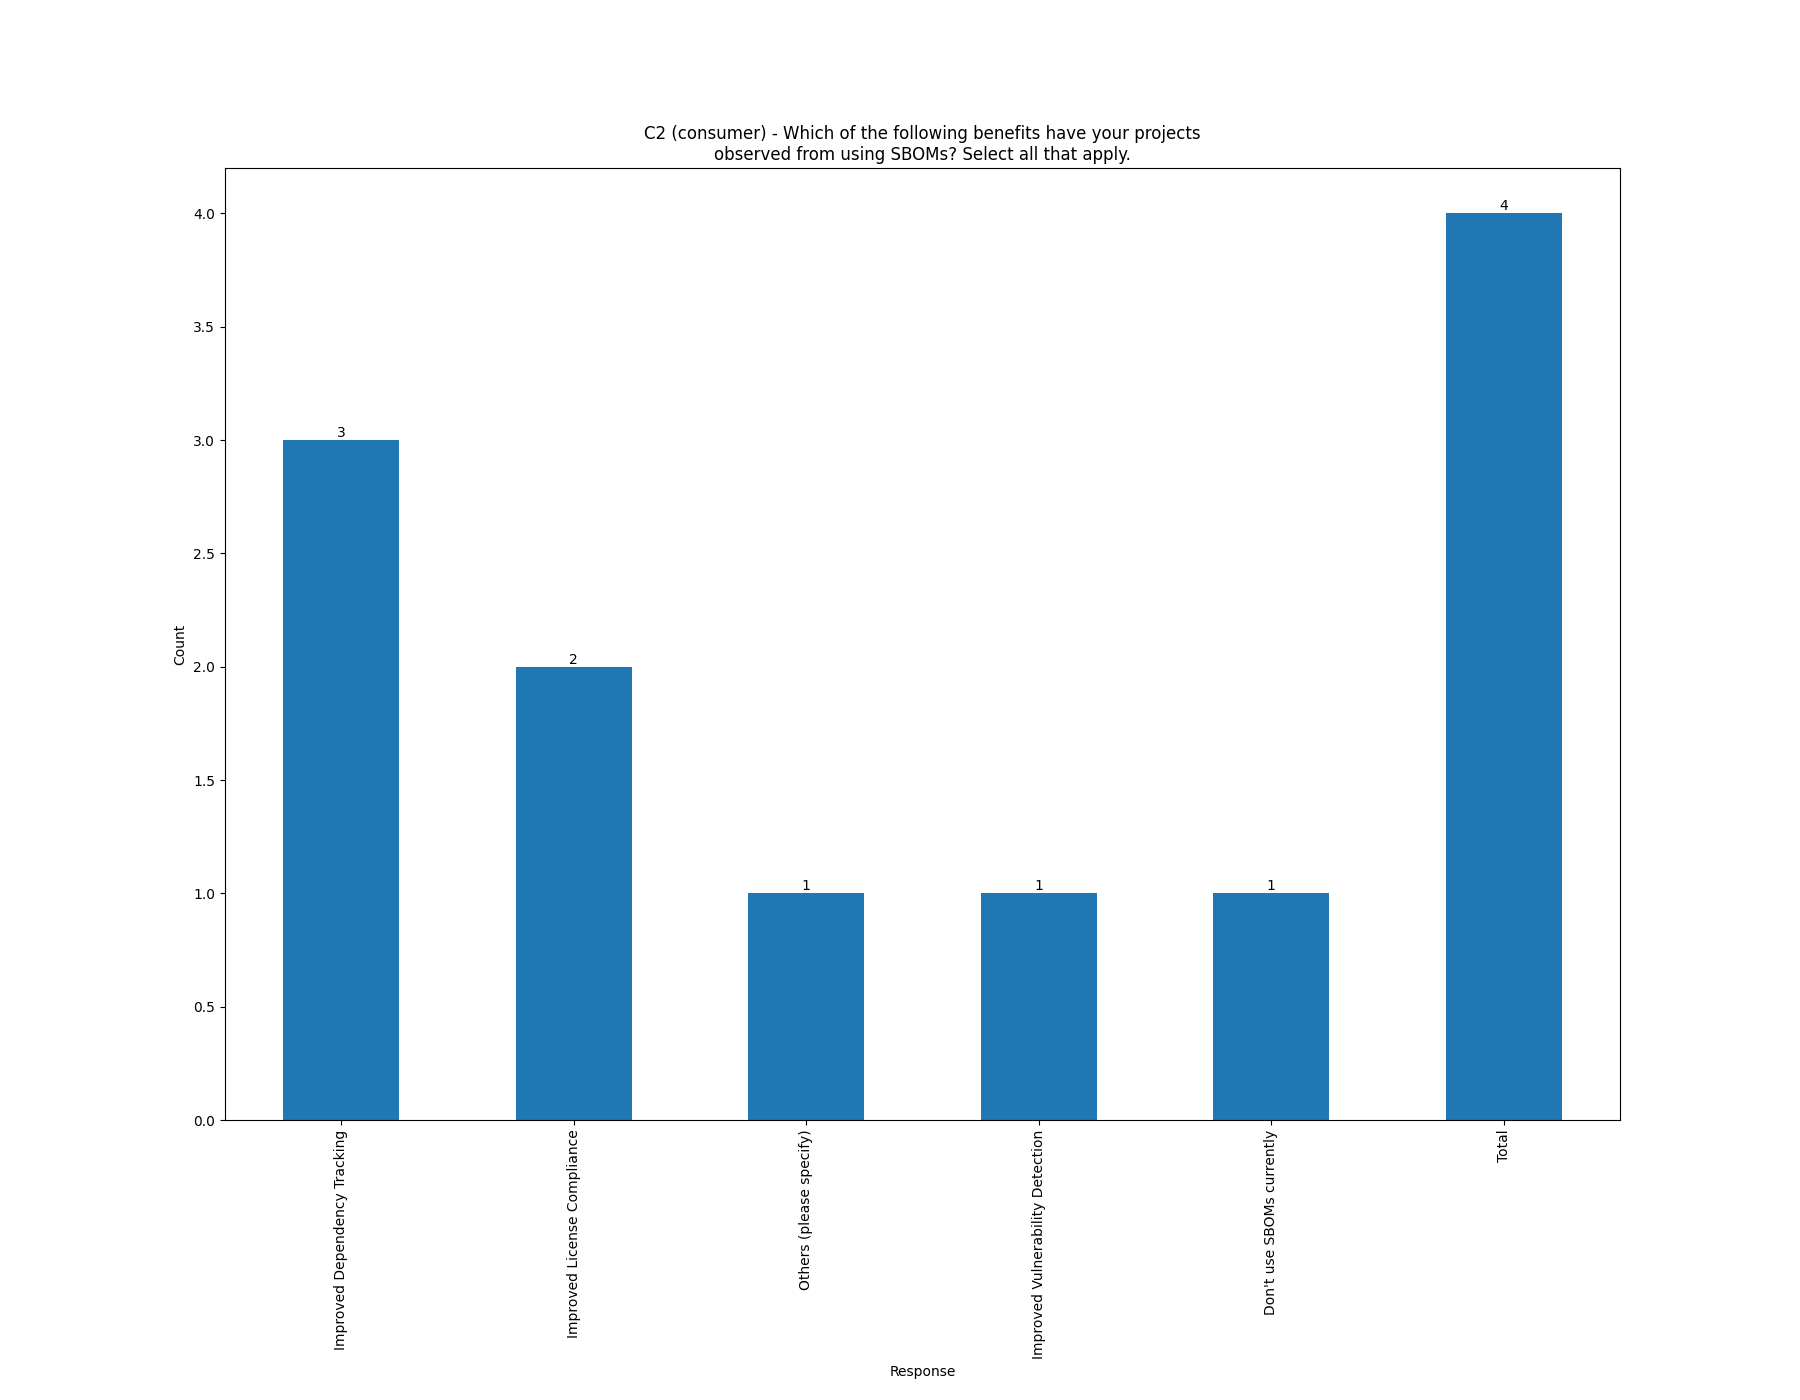 C2 (consumer) - Which of the following benefits have your projects
observed from using SBOMs? Select all that apply.
Count
4.0
3.5
3.0
2.5
2.0
1.5
1.0
0.5
0.0
3
2
1
1
1
4
Improved Dependency Tracking
Improved License Compliance
Others (please specify)
Improved Vulnerability Detection
Don't use SBOMs currently
Total
Response